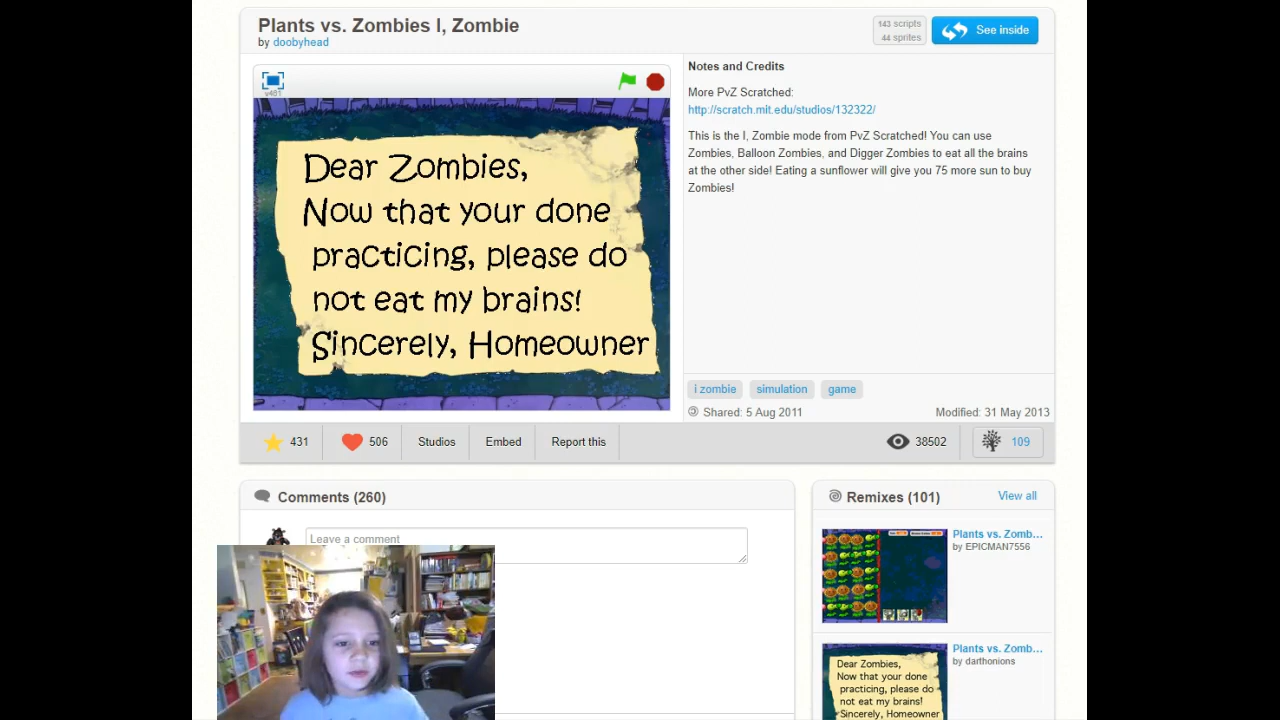 Plants vs. Zombies I, Zombie
by doobyhead
143 scripts
44 sprites
See inside
v461
Dear Zombies,
Now that your done
practicing, please do
not eat my brains!
Sincerely, Homeowner
Notes and Credits
More PvZ Scratched:
http://scratch.mit.edu/studios/132322/
This is the I, Zombie mode from PvZ Scratched! You can use
Zombies, Balloon Zombies, and Digger Zombies to eat all the brains
at the other side! Eating a sunflower will give you 75 more sun to buy
Zombies!
i zombie
simulation
game
Shared: 5 Aug 2011
Modified: 31 May 2013
431
506
Studios
Embed
Report this
38502
109
Comments (260)
Leave a comment
Remixes (101)
View all
Plants vs. Zomb...
by EPICMAN7556
Plants vs. Zomb...
by darthonions
Dear Zombies,
Now that your done
practicing, please do
not eat my brains!
Sincerely, Homeowner